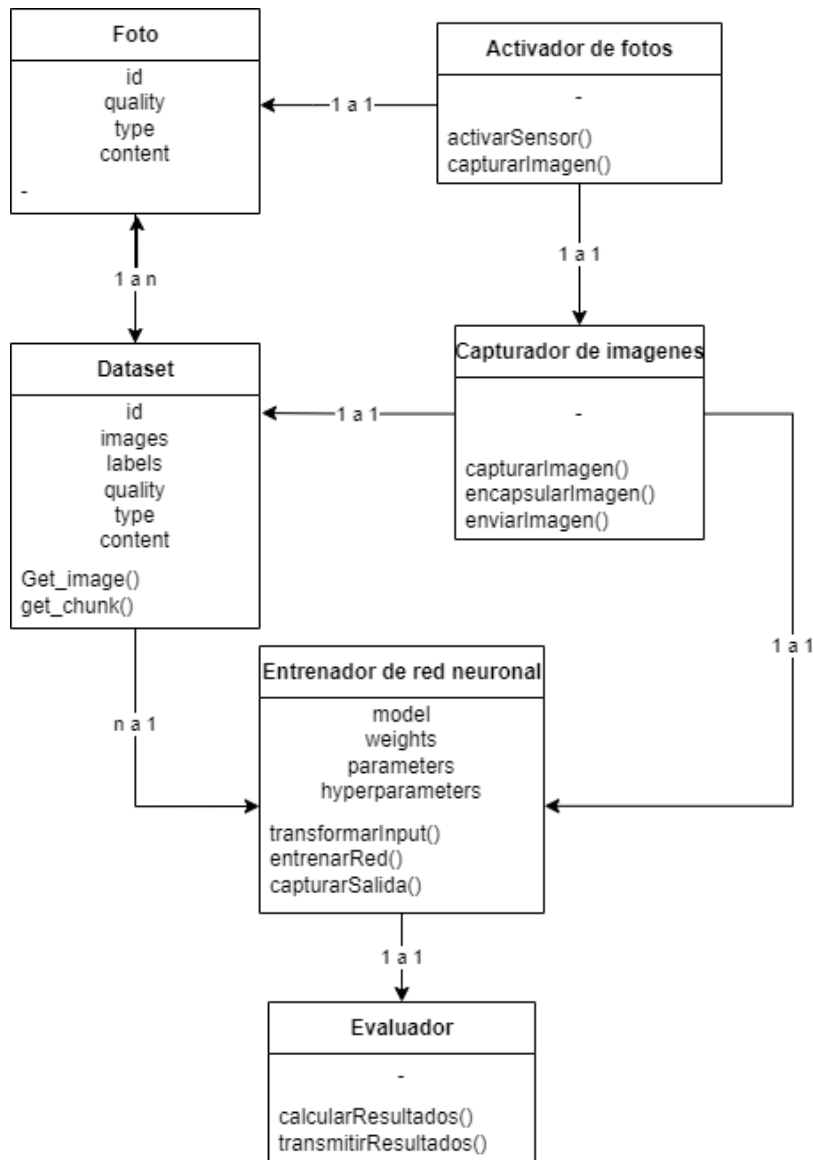 Foto
id
quality
type
content
-
Activador de fotos
-
activarSensor()
capturarImagen()
1 a 1
1 a n
1 a 1
Dataset
id
images
labels
quality
type
content
Get_image()
get_chunk()
Capturador de imagenes
-
capturarImagen()
encapsularImagen()
enviarImagen()
1 a 1
1 a 1
n a 1
Entrenador de red neuronal
model
weights
parameters
hyperparameters
transformarInput()
entrenarRed()
capturarSalida()
1 a 1
Evaluador
-
calcularResultados()
transmitirResultados()